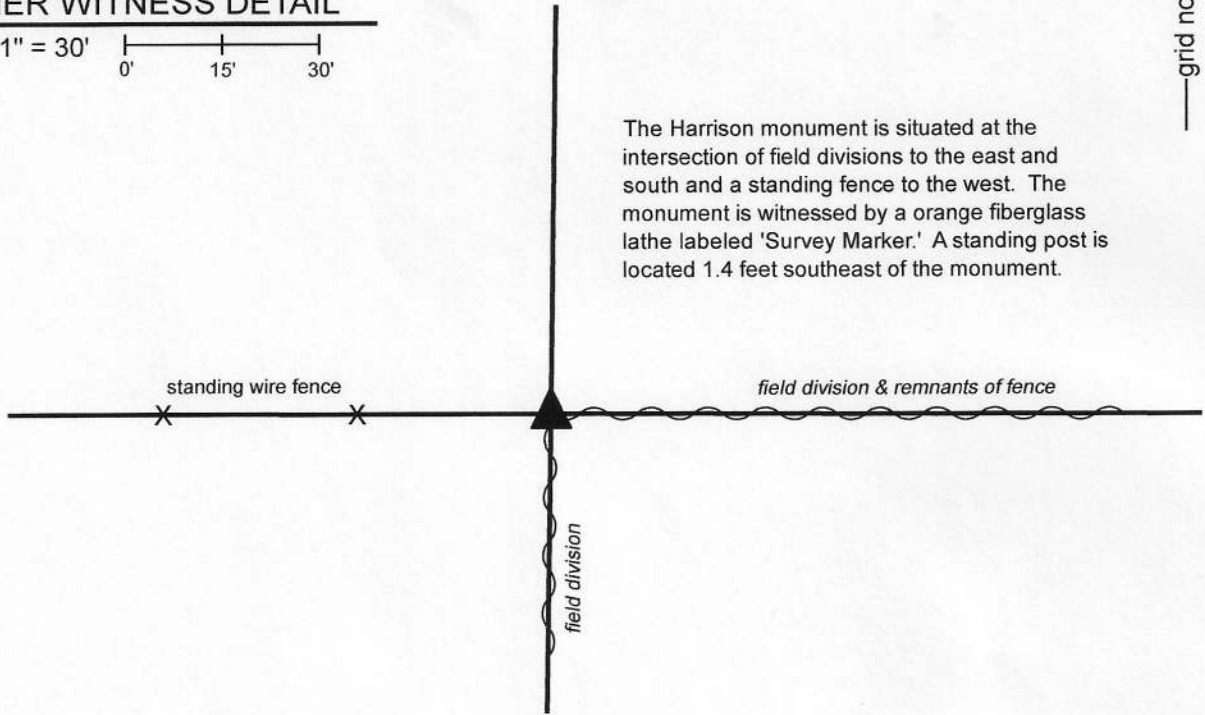 WITNESS DETAIL
1" = 30'
0' 15' 30'
grid
The Harrison monument is situated at the
intersection of field divisions to the east and
south and a standing fence to the west. The
monument is witnessed by a orange fiberglass
lathe labeled 'Survey Marker.' A standing post is
located 1.4 feet southeast of the monument.
standing wire fence
X X
field division & remnants of fence
field division